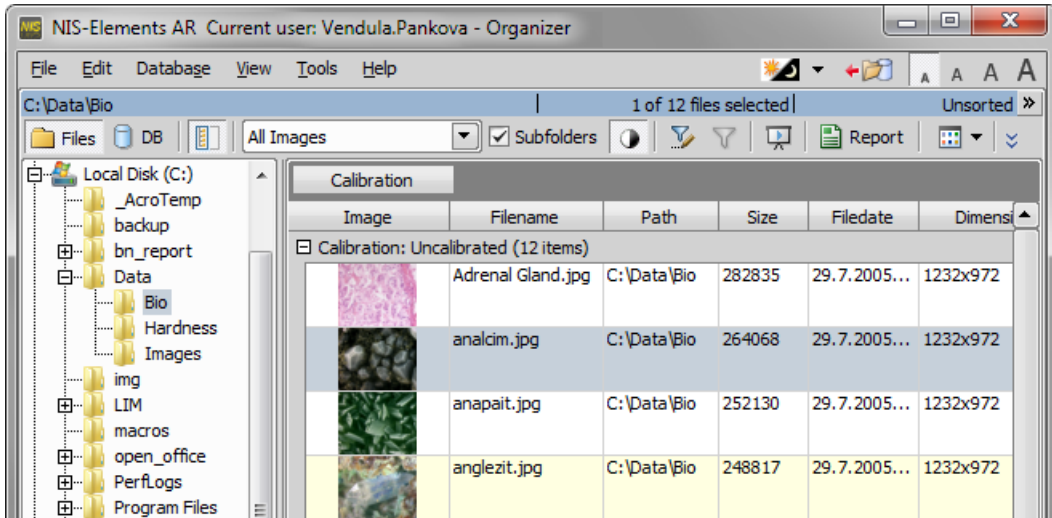 NIS NIS-Elements AR Current user: Vendula.Pankova - Organizer
File Edit Database View Tools Help
A A A A
C:\Data\Bio 1 of 12 files selected Unsorted
Files DB All Images Subfolders Report
Local Disk (C:)
_AcroTemp
backup
bn_report
Data
Bio
Hardness
Images
img
LIM
macros
open_office
PerfLogs
Program Files
Calibration
Image Filename Path Size Filedate Dimensi
Calibration: Uncalibrated (12 items)
Adrenal Gland.jpg C:\Data\Bio 282835 29.7.2005... 1232x972
analcim.jpg C:\Data\Bio 264068 29.7.2005... 1232x972
anapait.jpg C:\Data\Bio 252130 29.7.2005... 1232x972
anglezit.jpg C:\Data\Bio 248817 29.7.2005... 1232x972